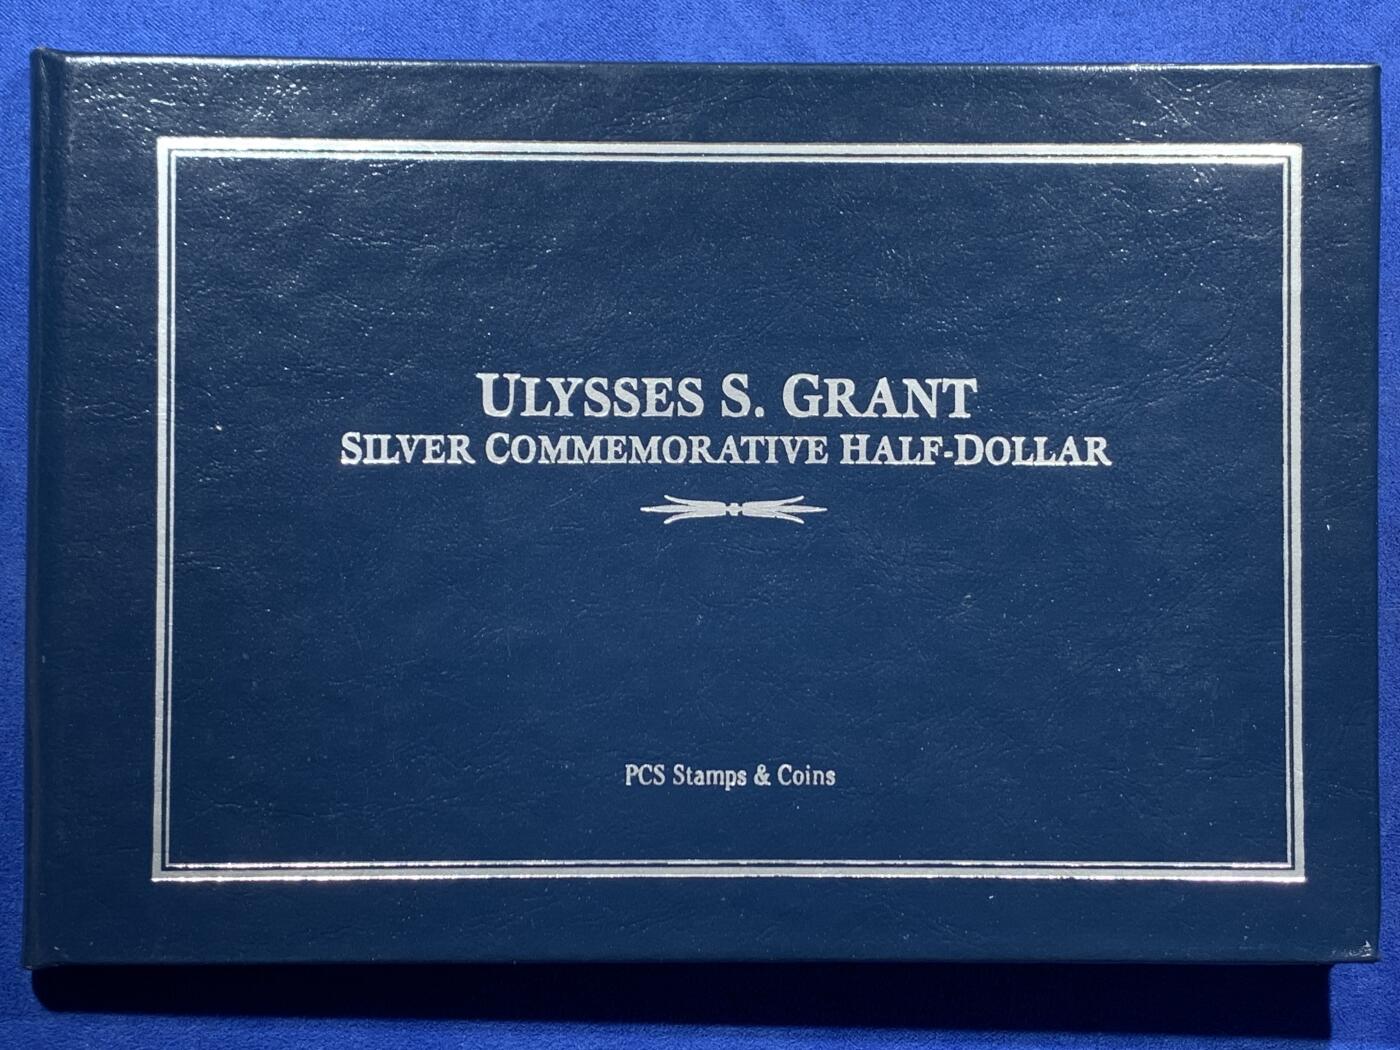 ULYSSES S. GRANT
SILVER COMMEMORATIVE HALF-DOLLAR
PCS Stamps & Coins